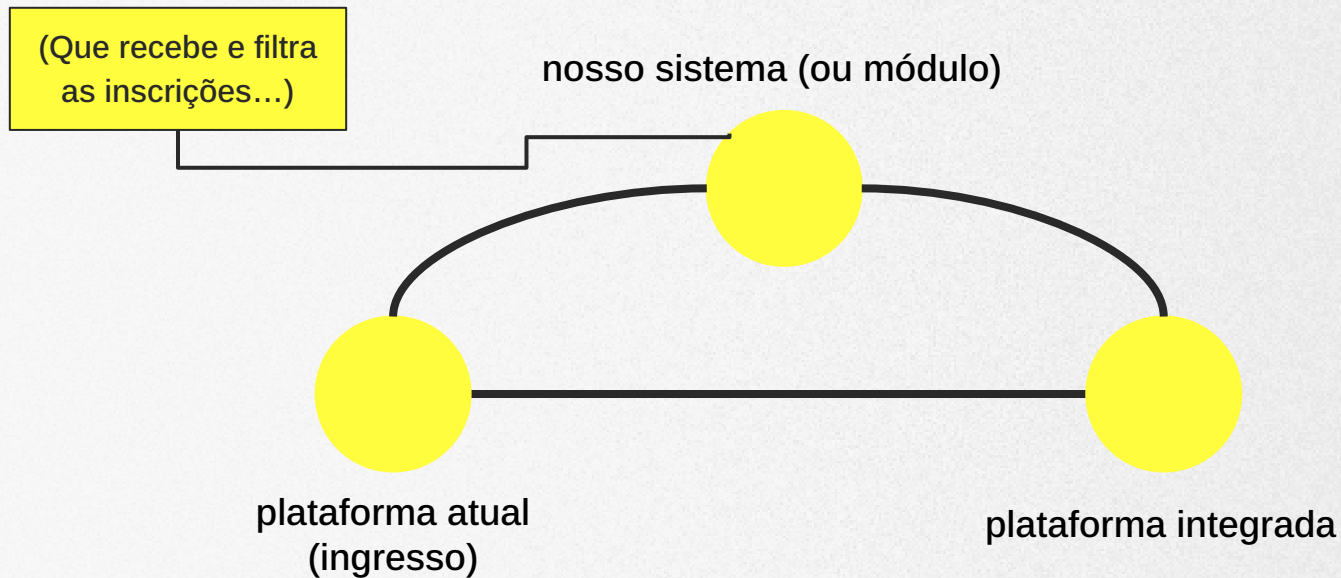 (Que recebe e filtra
as inscrições…)
nosso sistema (ou módulo)
plataforma atual
(ingresso)
plataforma integrada